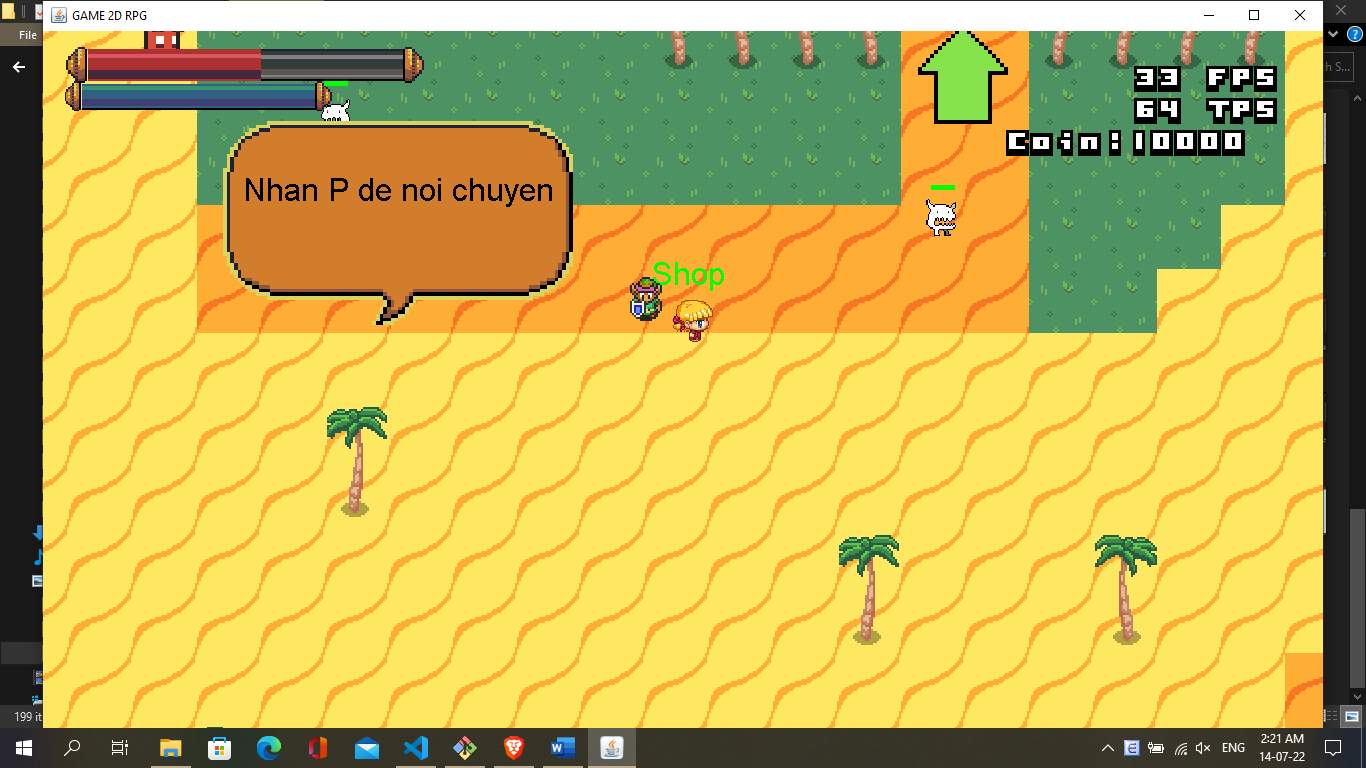 GAME 2D RPG
File
33 FPS
64 TPS
Coin:10000
Nhan P de noi chuyen
Shop
h S...
199 it
ENG
2:21 AM
14-07-22